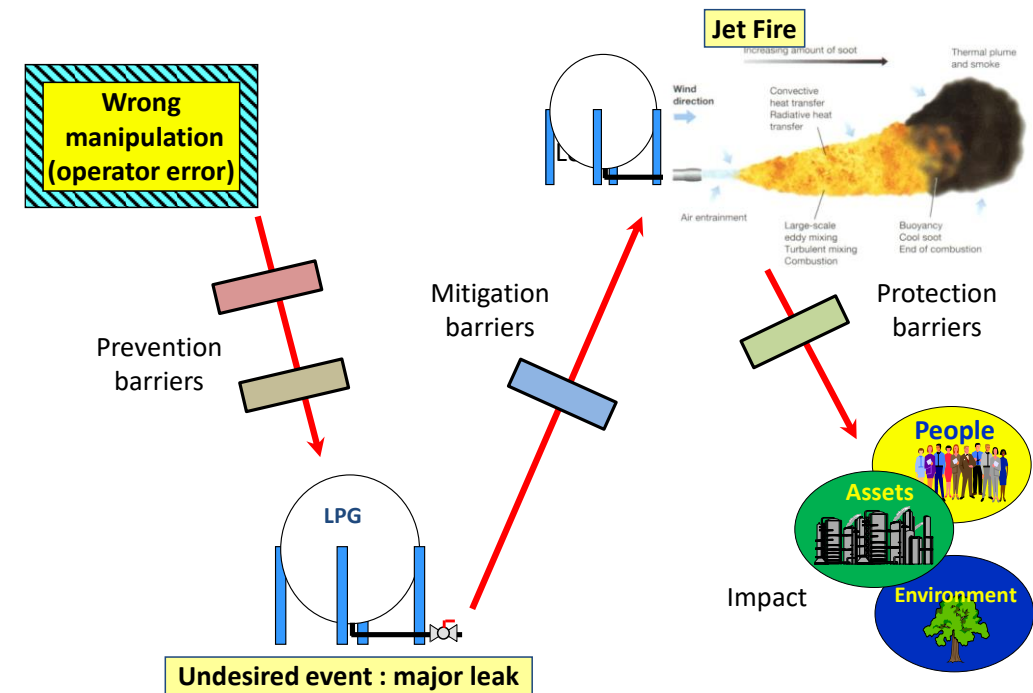 Jet Fire
Increasing amount of soot
Thermal plume
and smoke
Wrong
manipulation
(operator error)
Wind
direction
Convective
heat transfer
Radiative heat
transfer
Air entrainment
Large-scale
eddy mixing
Turbulent mixing
Combustion
Buoyancy
Cool soot
End of combustion
Mitigation
barriers
Protection
barriers
Prevention
barriers
People
Assets
LPG
Impact
Environment
Undesired event : major leak